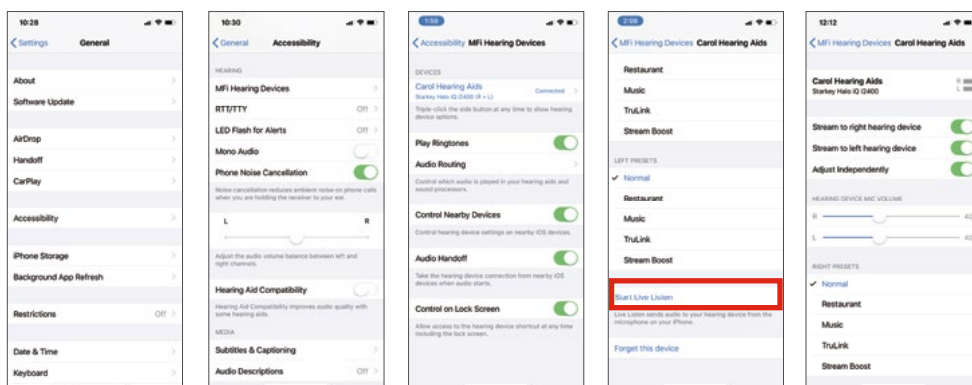 10:28
Settings General
About
Software Update
AirDrop
Handoff
CarPlay
Accessibility
iPhone Storage
Background App Refresh
Restrictions Off
Date & Time
Keyboard
10:30
General Accessibility
HEARING
MFi Hearing Devices
RTT/TTY Off
LED Flash for Alerts Off
Mono Audio
Phone Noise Cancellation
Noise cancellation reduces ambient noise on phone calls
when you are holding the receiver to your ear.
L R
Adjust the audio volume balance between left and
right channels.
Hearing Aid Compatibility
Hearing Aid Compatibility improves audio quality with
some hearing aids.
MEDIA
Subtitles & Captioning
Audio Descriptions Off
1:59
Accessibility MFi Hearing Devices
DEVICES
Carol Hearing Aids Connected
Starkey Halo iQ i2400 (R + L)
Triple-click the side button at any time to show hearing
device options.
Play Ringtones
Audio Routing
Control which audio is played in your hearing aids and
sound processors.
Control Nearby Devices
Control hearing device settings on nearby iOS devices.
Audio Handoff
Take the hearing device connection from nearby iOS
devices when audio starts.
Control on Lock Screen
Allow access to the hearing device shortcut at any time
including the lock screen.
2:08
MFi Hearing Devices Carol Hearing Aids
Restaurant
Music
TruLink
Stream Boost
LEFT PRESETS
Normal
Restaurant
Music
TruLink
Stream Boost
Start Live Listen
Live Listen sends audio to your hearing device from the
microphone on your iPhone.
Forget this device
12:12
MFi Hearing Devices Carol Hearing Aids
Carol Hearing Aids R
Starkey Halo iQ i2400 L
Stream to right hearing device
Stream to left hearing device
Adjust Independently
HEARING DEVICE MIC VOLUME
R 40
L 40
RIGHT PRESETS
Normal
Restaurant
Music
TruLink
Stream Boost